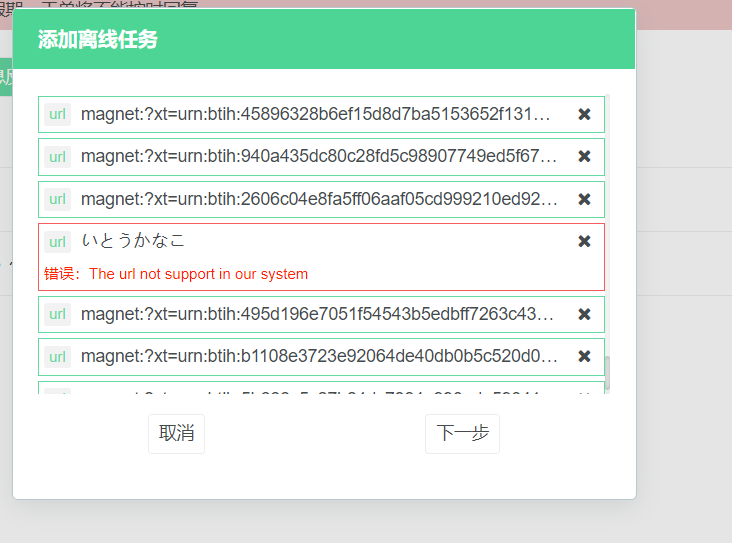 添加离线任务
url magnet:?xt=urn:btih:45896328b6ef15d8d7ba5153652f131…
url magnet:?xt=urn:btih:940a435dc80c28fd5c98907749ed5f67…
url magnet:?xt=urn:btih:2606c04e8fa5ff06aaf05cd999210ed92…
url いとうかなこ
错误：The url not support in our system
url magnet:?xt=urn:btih:495d196e7051f54543b5edbff7263c43…
url magnet:?xt=urn:btih:b1108e3723e92064de40db0b5c520d0…
取消 下一步